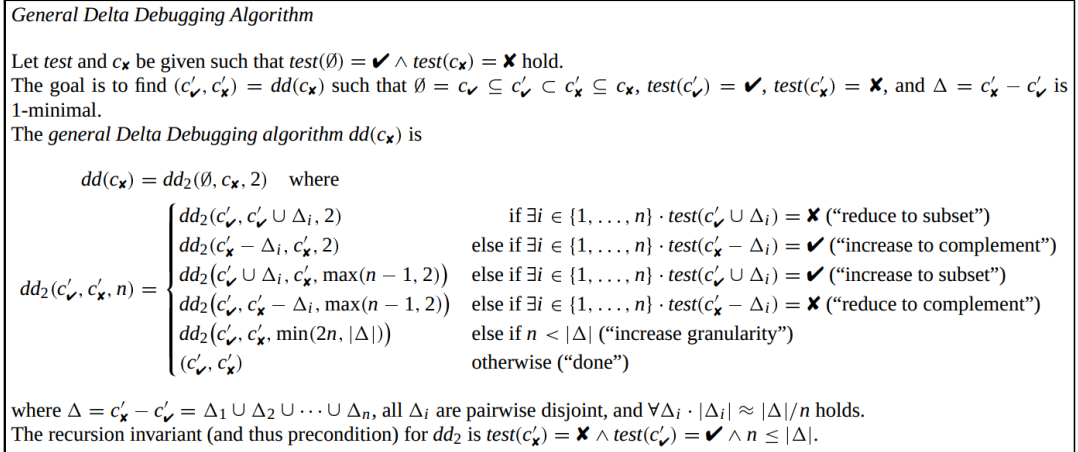 General Delta Debugging Algorithm
Let test and c✘ be given such that test(∅) = ✔ ∧ test(c✘) = ✘ hold.
The goal is to find (c′✔, c′✘) = dd(c✘) such that ∅ = c✔ ⊆ c′✔ ⊂ c′✘ ⊆ c✘, test(c′✔) = ✔, test(c′✘) = ✘, and Δ = c′✘ − c′✔ is
1-minimal.
The general Delta Debugging algorithm dd(c✘) is
dd(c✘) = dd₂(∅, c✘, 2) where
dd₂(c′✔, c′✘, n) =
dd₂(c′✔, c′✔ ∪ Δᵢ, 2) if ∃i ∈ {1, . . . , n} · test(c′✔ ∪ Δᵢ) = ✘ (“reduce to subset”)
dd₂(c′✘ − Δᵢ, c′✘, 2) else if ∃i ∈ {1, . . . , n} · test(c′✘ − Δᵢ) = ✔ (“increase to complement”)
dd₂(c′✔ ∪ Δᵢ, c′✘, max(n − 1, 2)) else if ∃i ∈ {1, . . . , n} · test(c′✔ ∪ Δᵢ) = ✔ (“increase to subset”)
dd₂(c′✔, c′✘ − Δᵢ, max(n − 1, 2)) else if ∃i ∈ {1, . . . , n} · test(c′✘ − Δᵢ) = ✘ (“reduce to complement”)
dd₂(c′✔, c′✘, min(2n, |Δ|)) else if n < |Δ| (“increase granularity”)
(c′✔, c′✘) otherwise (“done”)
where Δ = c′✘ − c′✔ = Δ₁ ∪ Δ₂ ∪ ··· ∪ Δₙ, all Δᵢ are pairwise disjoint, and ∀Δᵢ · |Δᵢ| ≈ |Δ|/n holds.
The recursion invariant (and thus precondition) for dd₂ is test(c′✘) = ✘ ∧ test(c′✔) = ✔ ∧ n ≤ |Δ|.